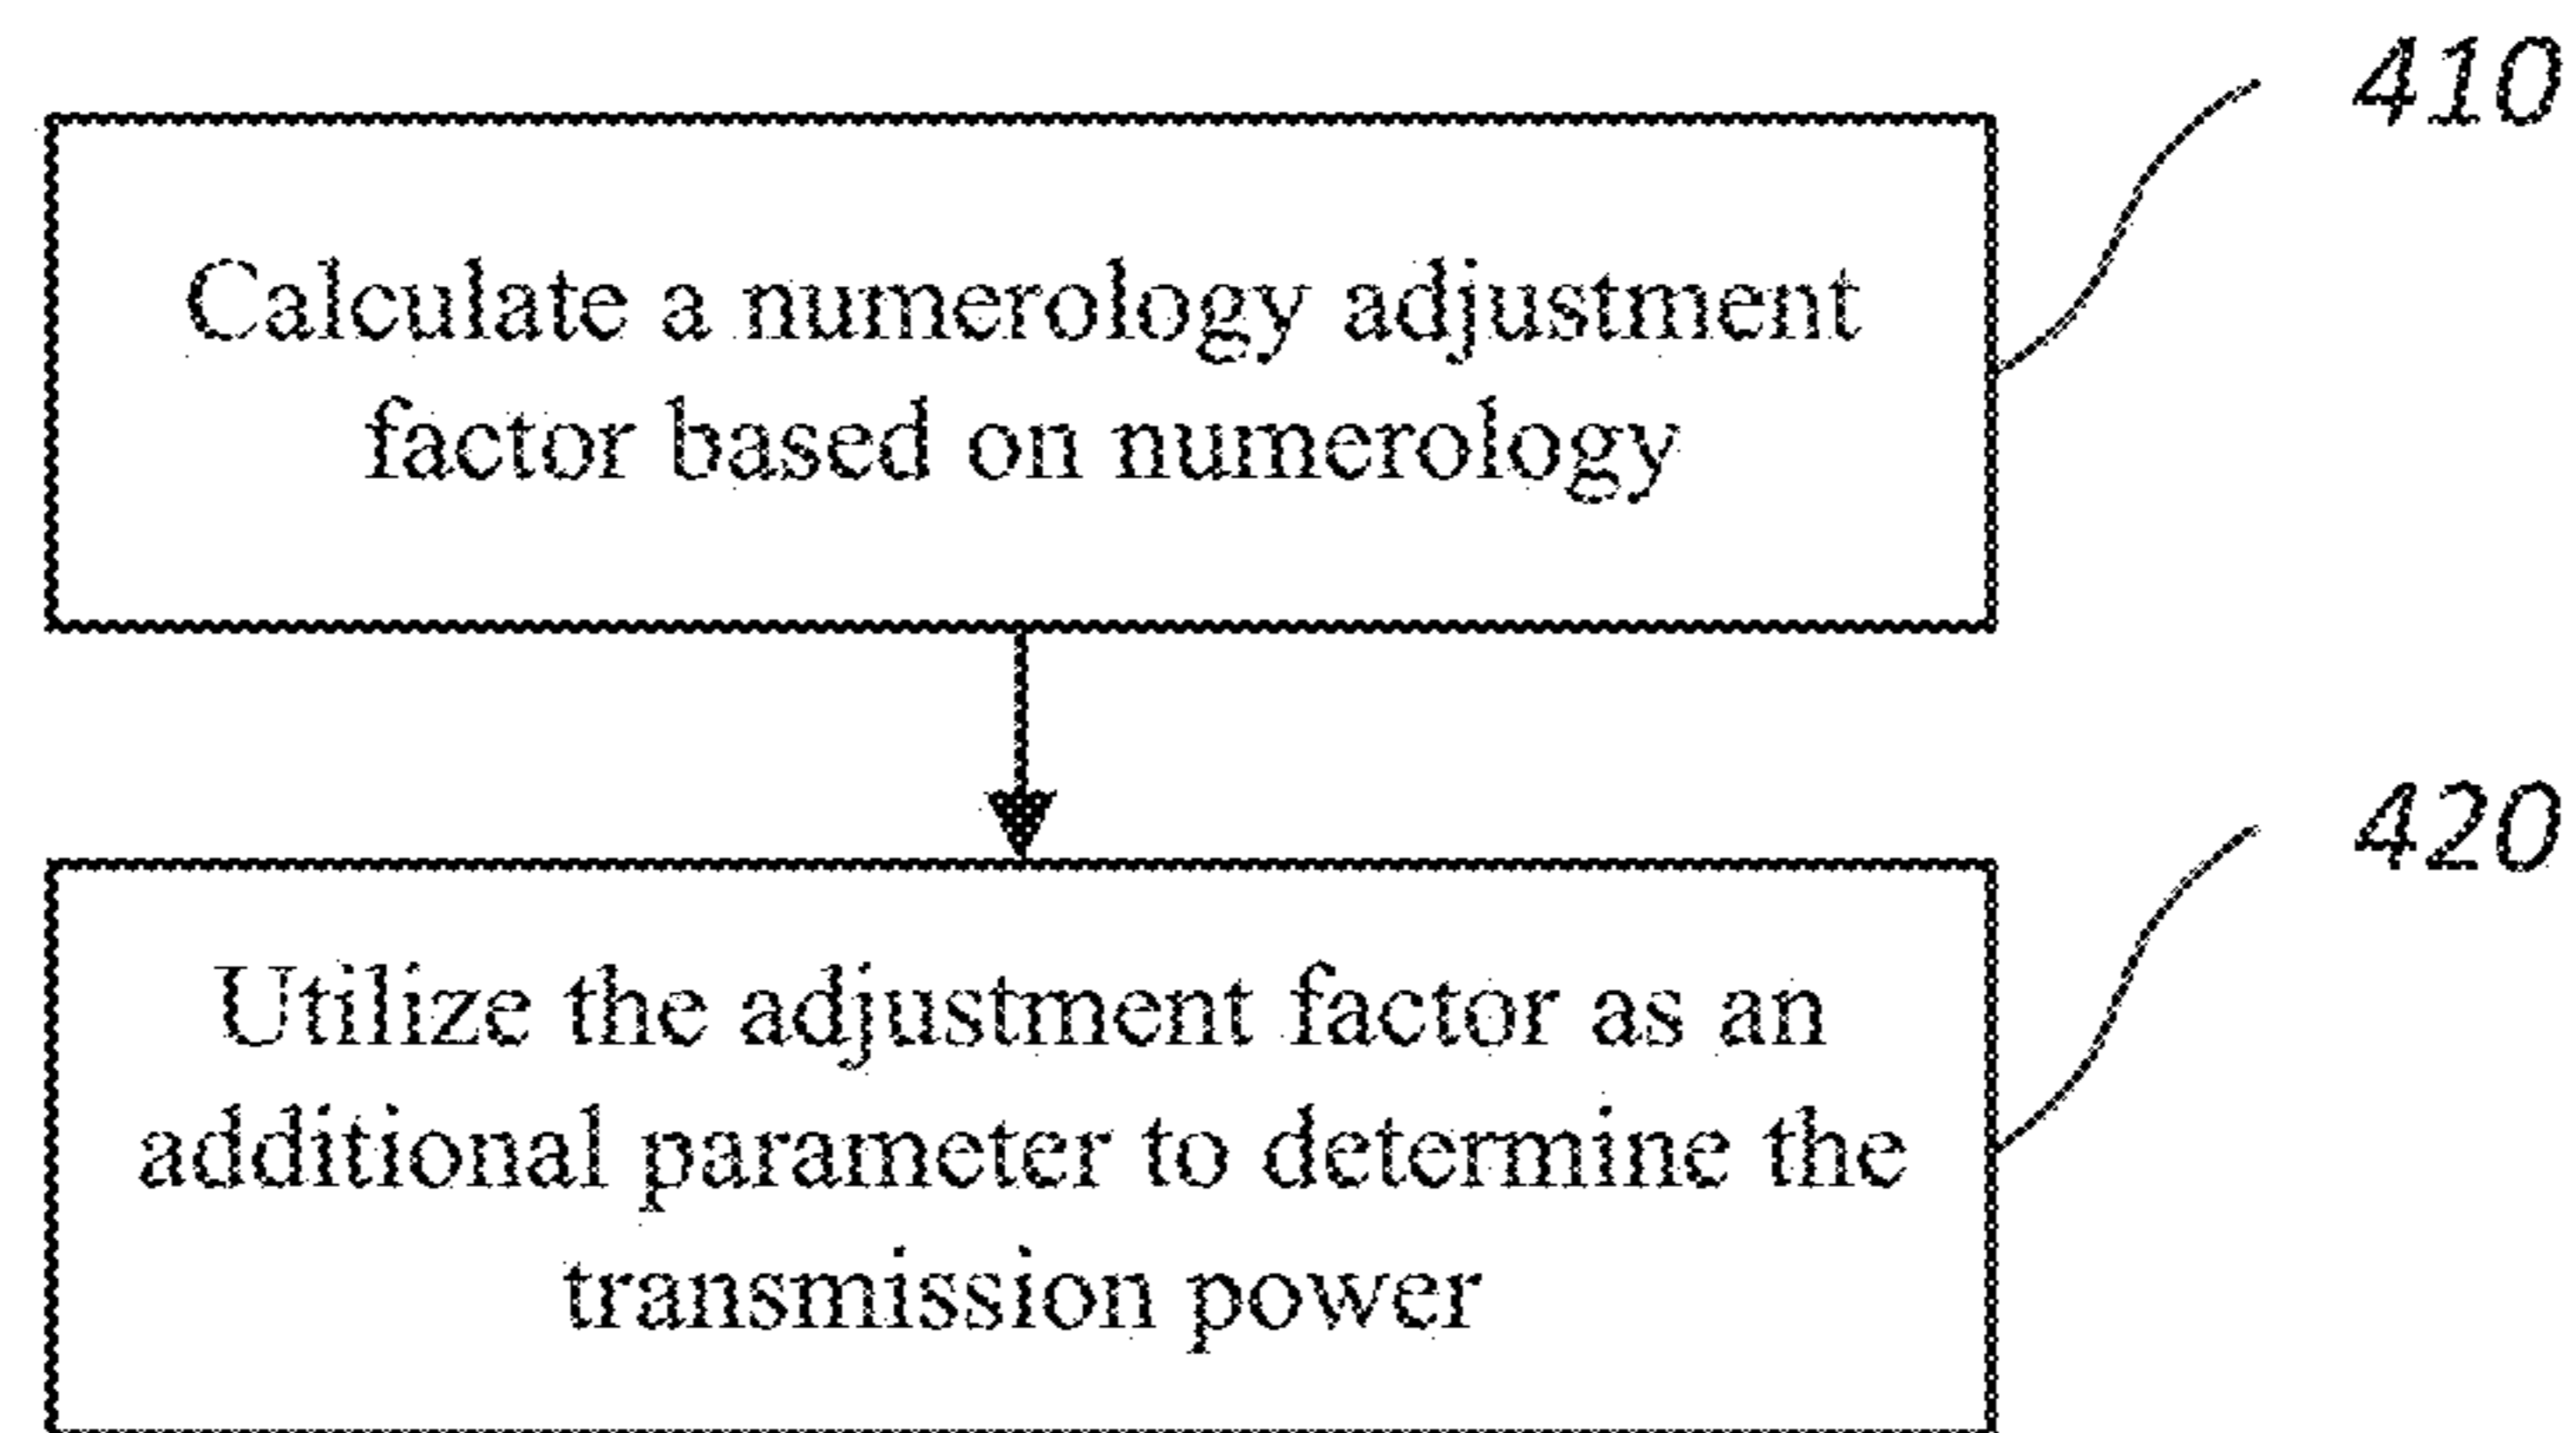 410
Calculate a numerology adjustment
factor based on numerology
420
Utilize the adjustment factor as an
additional parameter to determine the
transmission power